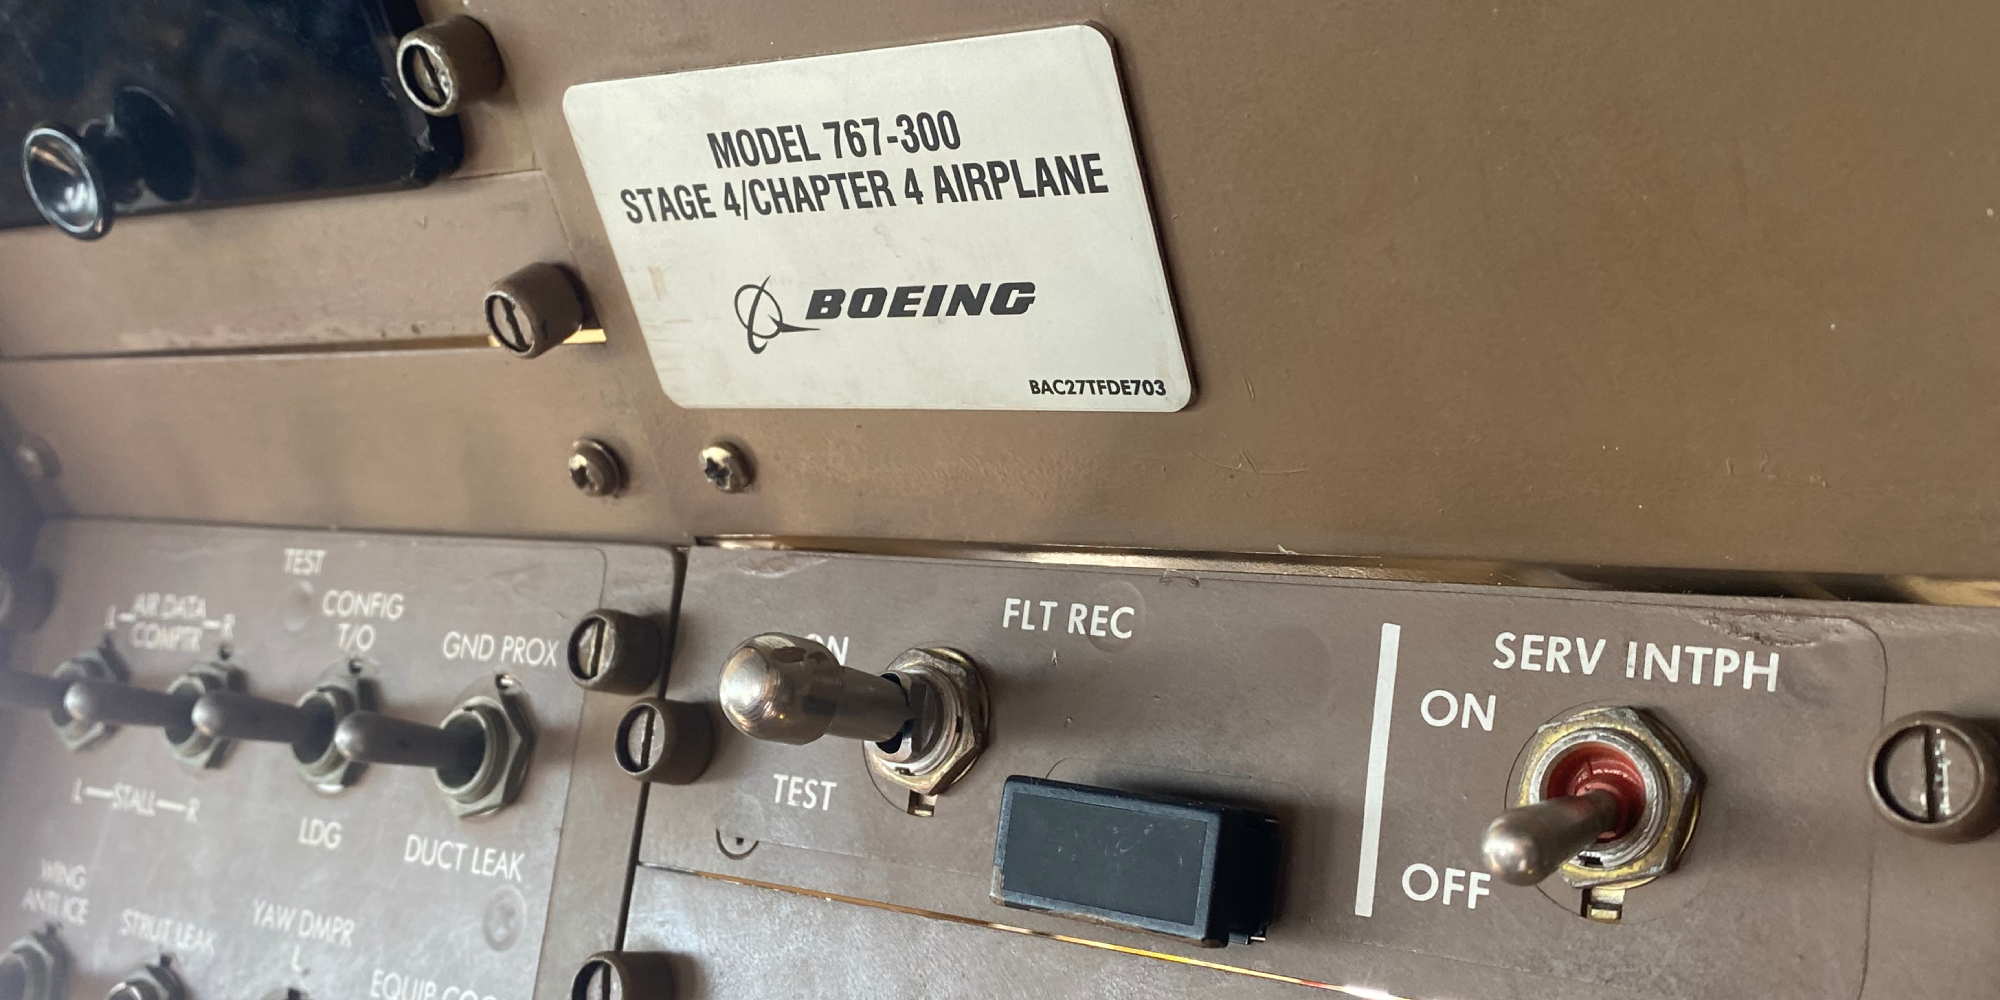 MODEL 767-300
STAGE 4/CHAPTER 4 AIRPLANE
BOEING
BAC27TFDE703
TEST
L AIR DATA R
COMPTR
CONFIG
T/O
GND PROX
L STALL R
LDG
DUCT LEAK
WING
ANTI ICE
STRUT LEAK
YAW DMPR
L
EQUIP
FLT REC
ON
TEST
SERV INTPH
ON
OFF